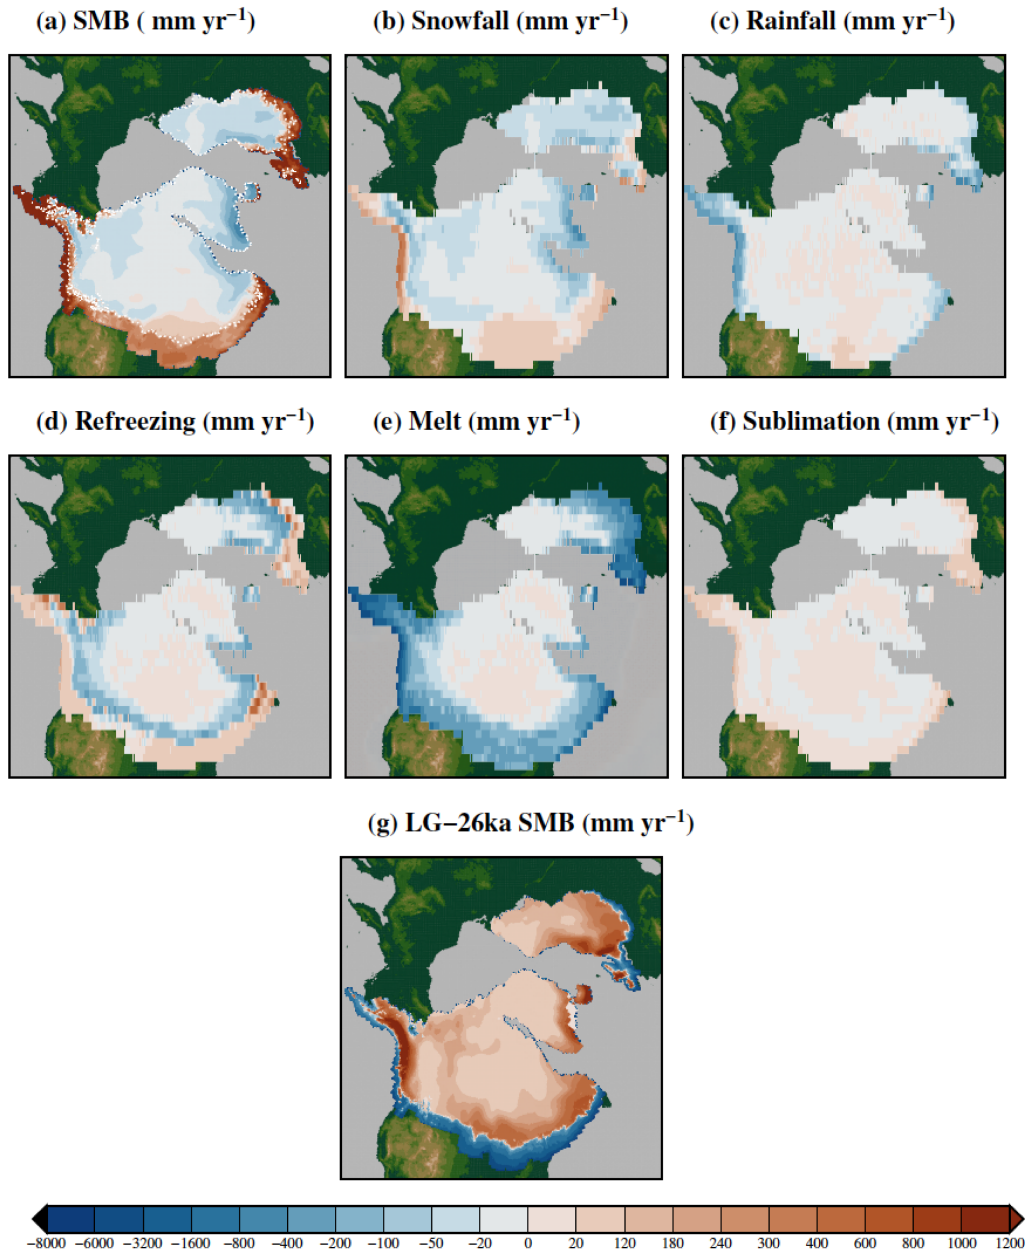 (a) SMB ( mm yr−1)
(b) Snowfall (mm yr−1)
(c) Rainfall (mm yr−1)
(d) Refreezing (mm yr−1)
(e) Melt (mm yr−1)
(f) Sublimation (mm yr−1)
(g) LG−26ka SMB (mm yr−1)
−8000 −6000 −3200 −1600 −800 −400 −200 −100 −50 −20 0 20 120 180 240 300 400 600 800 1000 1200